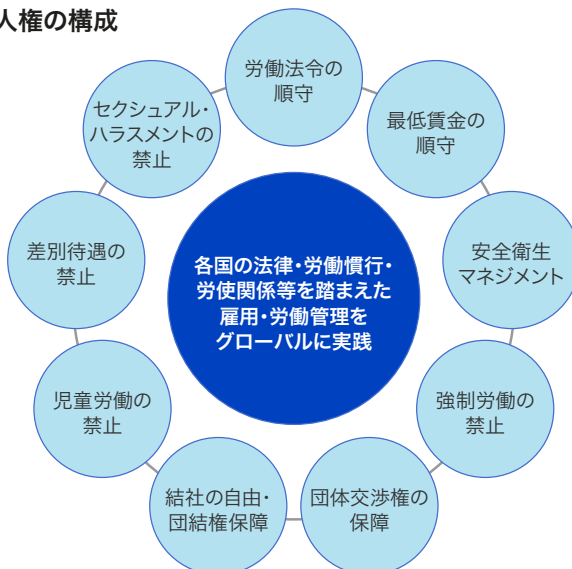 人権の構成
労働法令の
順守
最低賃金の
順守
安全衛生
マネジメント
強制労働の
禁止
団体交渉権の
保障
結社の自由・
団結権保障
児童労働の
禁止
差別待遇の
禁止
セクシュアル・
ハラスメントの
禁止
各国の法律・労働慣行・
労使関係等を踏まえた
雇用・労働管理を
グローバルに実践